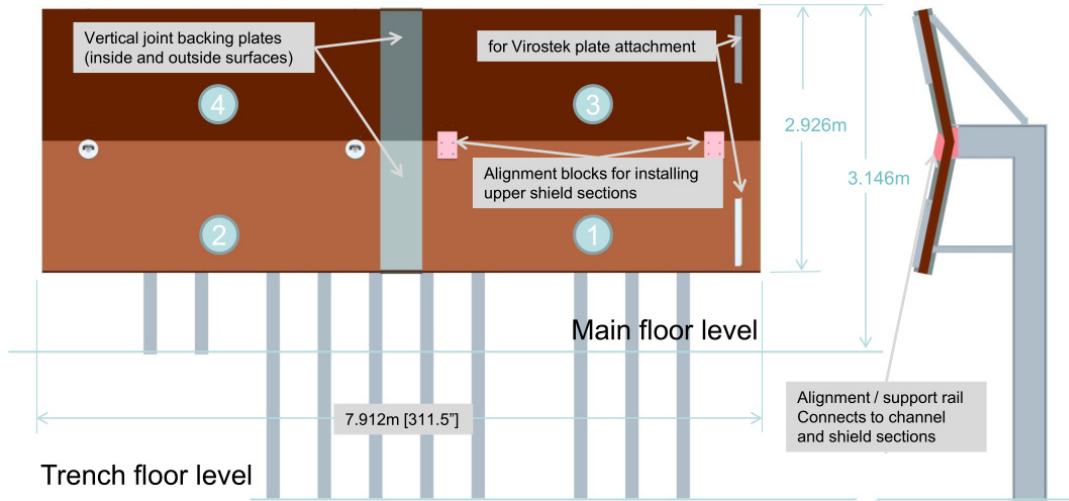 Vertical joint backing plates
(inside and outside surfaces)
for Virostek plate attachment
4
3
2.926m
3.146m
Alignment blocks for installing
upper shield sections
2
1
Main floor level
7.912m [311.5”]
Alignment / support rail
Connects to channel
and shield sections
Trench floor level